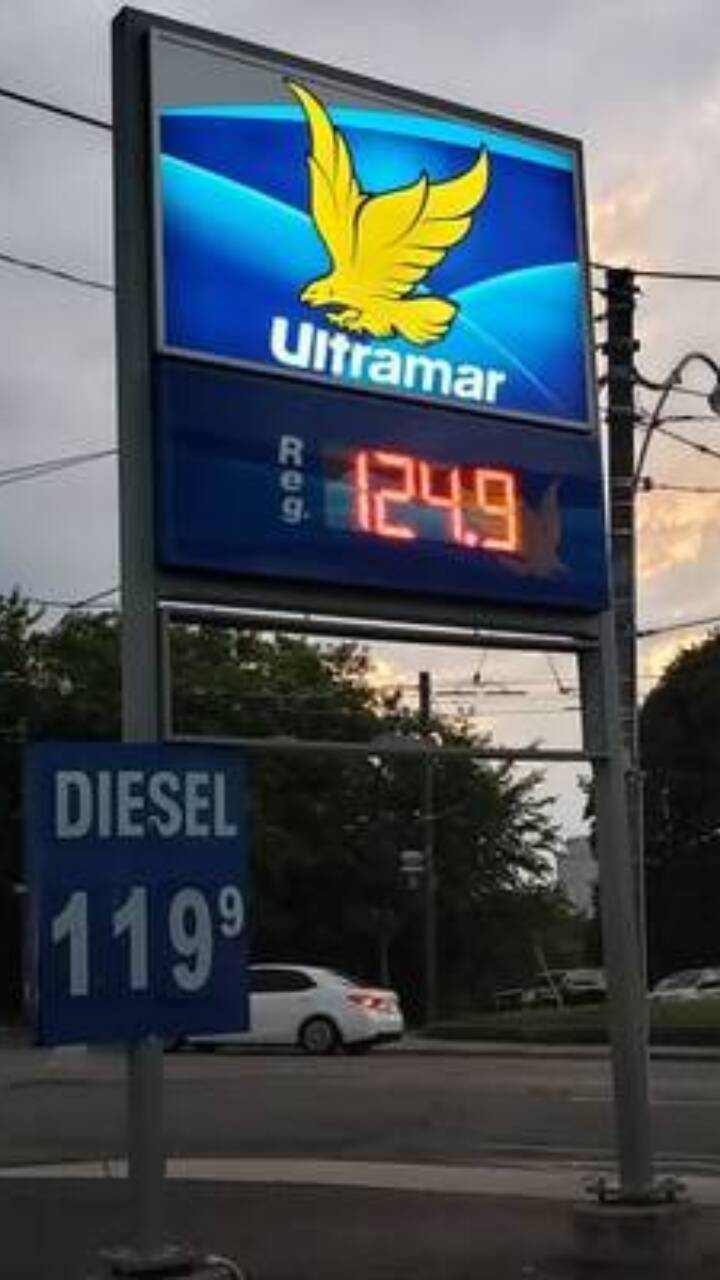 Ultramar
Reg.
124.9
DIESEL
119⁹